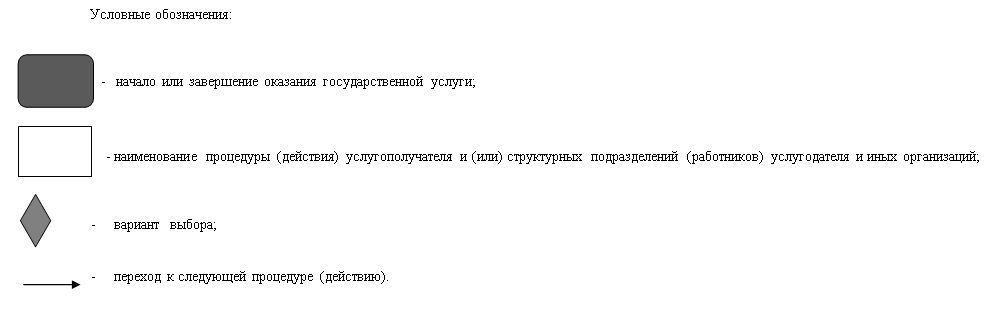 Условные обозначения:
- начало или завершение оказания государственной услуги;
- наименование процедуры (действия) услугополучателя и (или) структурных подразделений (работников) услугодателя и иных организаций;
- вариант выбора;
- переход к следующей процедуре (действию).